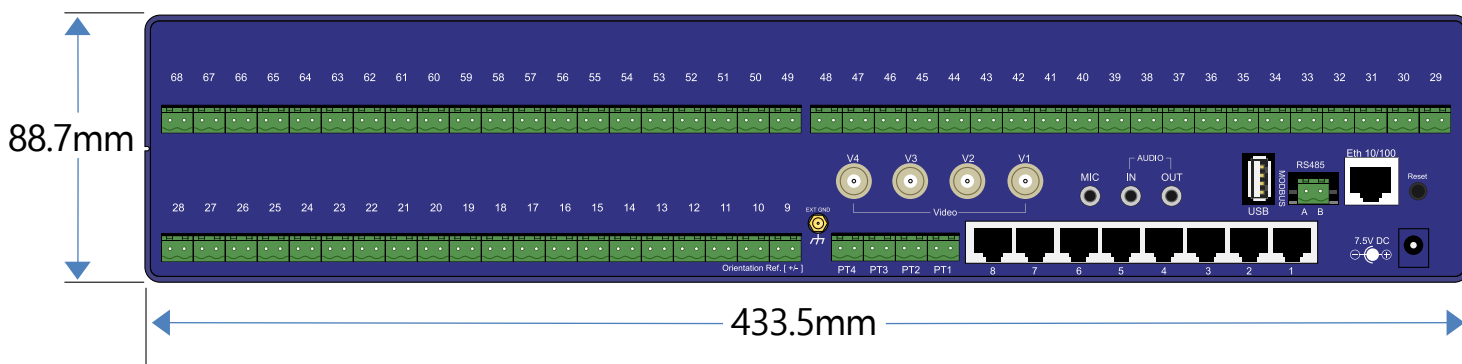 68 67 66 65 64 63 62 61 60 59 58 57 56 55 54 53 52 51 50 49 48 47 46 45 44 43 42 41 40 39 38 37 36 35 34 33 32 31 30 29
88.7mm
V4 V3 V2 V1
Video
AUDIO
MIC IN OUT
USB
MODBUS
RS485
A B
Eth 10/100
Reset
28 27 26 25 24 23 22 21 20 19 18 17 16 15 14 13 12 11 10 9
EXT GND
Orientation Ref. [ +/- ]
PT4 PT3 PT2 PT1
8 7 6 5 4 3 2 1
7.5V DC
433.5mm